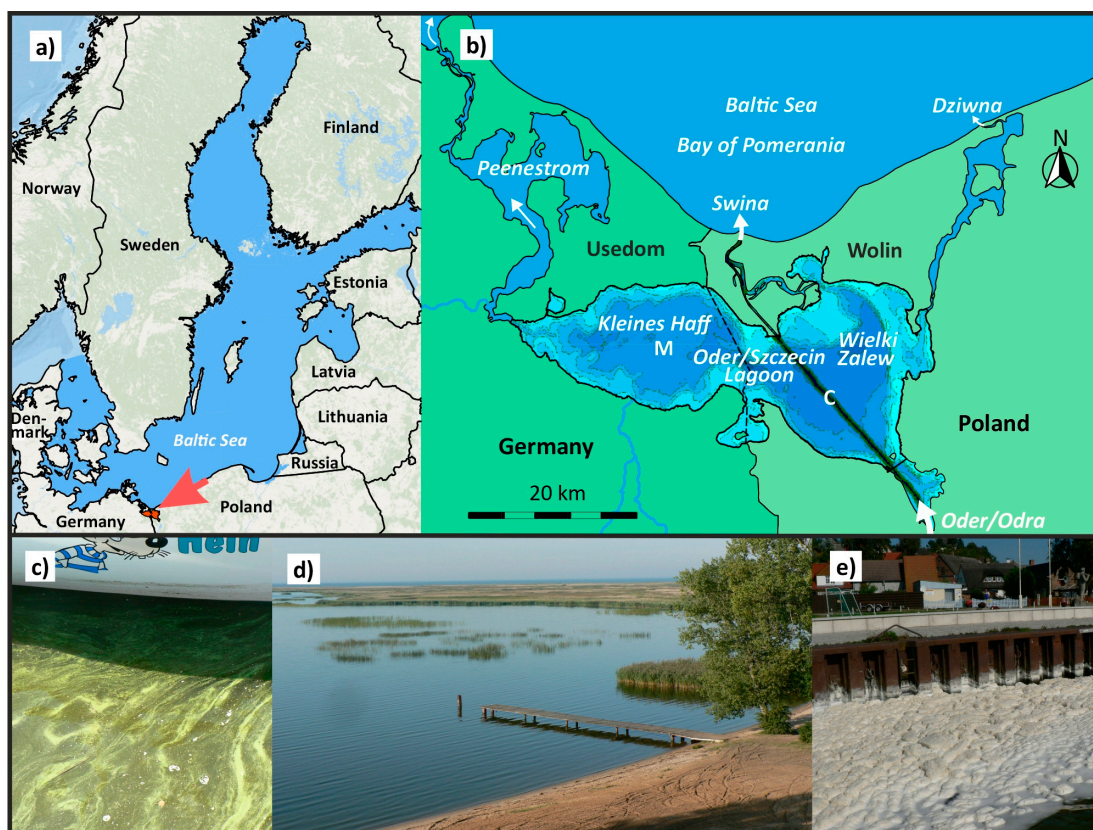 a)
Finland
Norway
Sweden
Estonia
Latvia
Den-
mark
Lithuania
Baltic Sea
Russia
Germany
Poland
b)
Baltic Sea
Bay of Pomerania
Dziwna
N
Peenestrom
Swina
Usedom
Wolin
Kleines Haff
M
Oder/Szczecin
Lagoon
Wielki
Zalew
C
Germany
Poland
20 km
Oder/Odra
c)
Hein
d)
e)